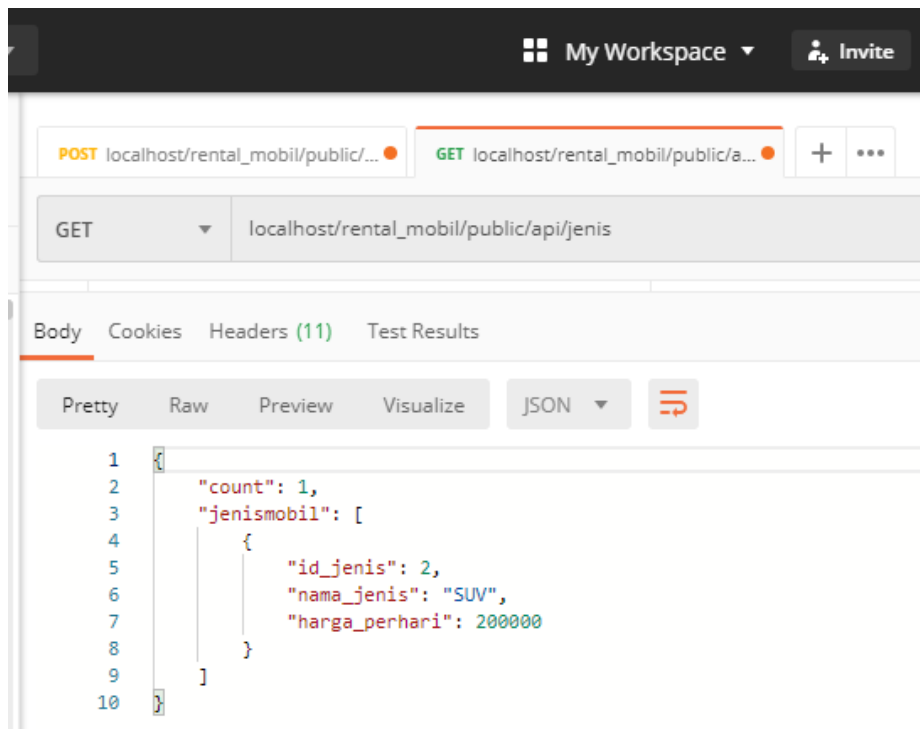 My Workspace Invite
POST localhost/rental_mobil/public/... GET localhost/rental_mobil/public/a... + •••
GET localhost/rental_mobil/public/api/jenis
Body Cookies Headers (11) Test Results
Pretty Raw Preview Visualize JSON
1 {
2 "count": 1,
3 "jenismobil": [
4 {
5 "id_jenis": 2,
6 "nama_jenis": "SUV",
7 "harga_perhari": 200000
8 }
9 ]
10 }